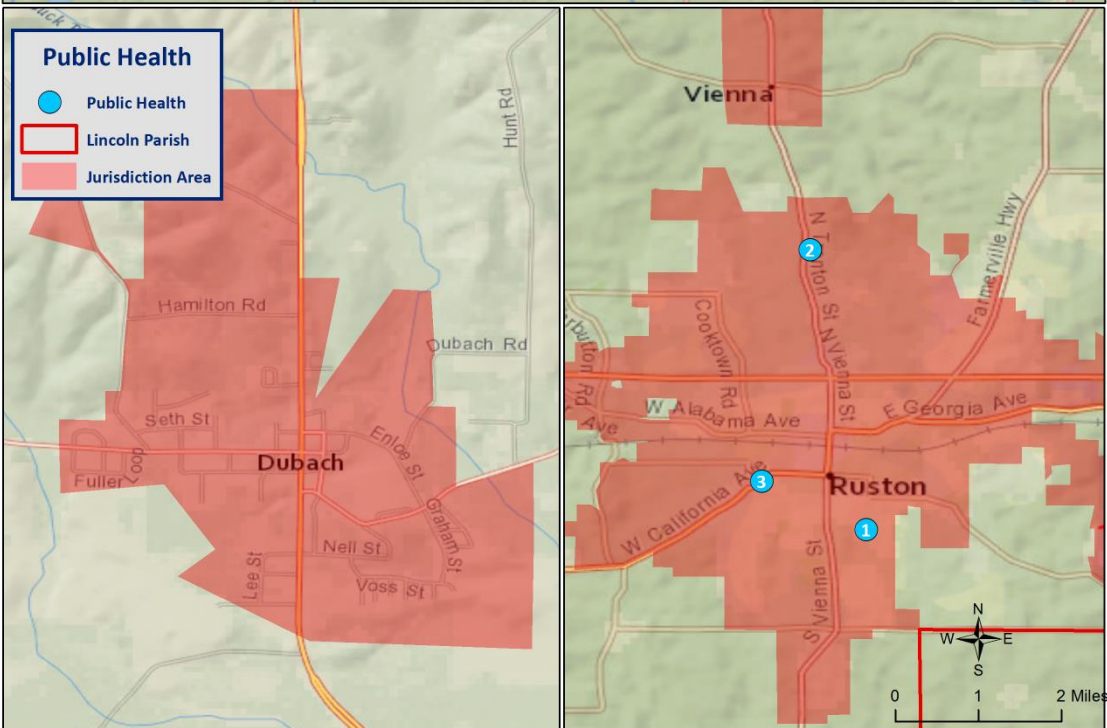 Public Health
Public Health
Lincoln Parish
Jurisdiction Area
Hunt Rd
Hamilton Rd
Dubach Rd
Seth St
Enloe St
Dubach
Loop
Fuller
Graham St
Nell St
Lee St
Voss St
Vienna
Farmerville Hwy
2
N Vienna St
Cooktown Rd
W Alabama Ave
E Georgia Ave
Ave
W California Ave
3
Ruston
1
S Vienna St
N
W E
S
0 1 2 Miles